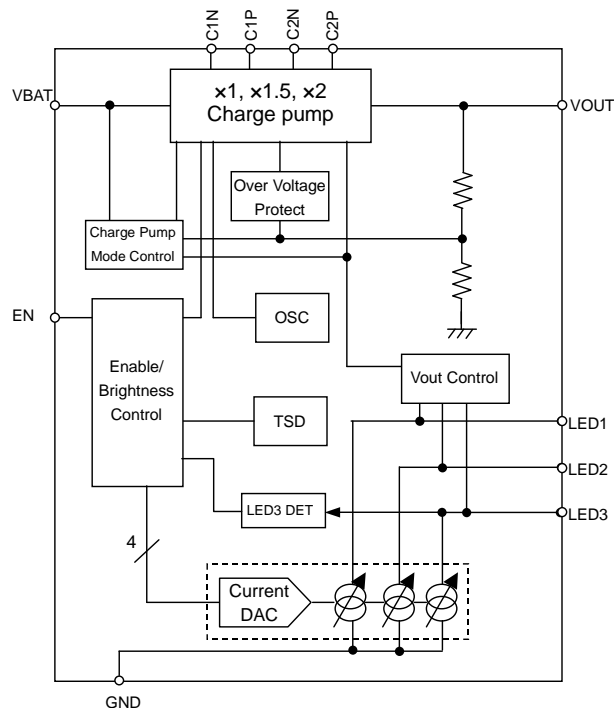 C1N
C1P
C2N
C2P
VBAT
×1, ×1.5, ×2
Charge pump
VOUT
Over Voltage
Protect
Charge Pump
Mode Control
EN
OSC
Enable/
Brightness
Control
Vout Control
TSD
LED1
LED2
LED3 DET
LED3
4
Current
DAC
GND